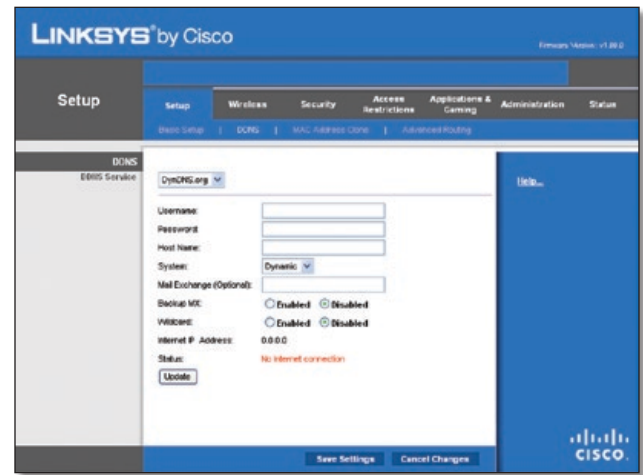 LINKSYS® by Cisco
Firmware Version: v1.00.0
Setup
Setup
Wireless
Security
Access Restrictions
Applications & Gaming
Administration
Status
Basic Setup | DDNS | MAC Address Clone | Advanced Routing
DDNS
DDNS Service
DynDNS.org
Help...
Username:
Password:
Host Name:
System: Dynamic
Mail Exchange (Optional):
Backup MX: Enabled Disabled
Wildcard: Enabled Disabled
Internet IP Address: 0.0.0.0
Status: No Internet connection
Update
Save Settings
Cancel Changes
CISCO.